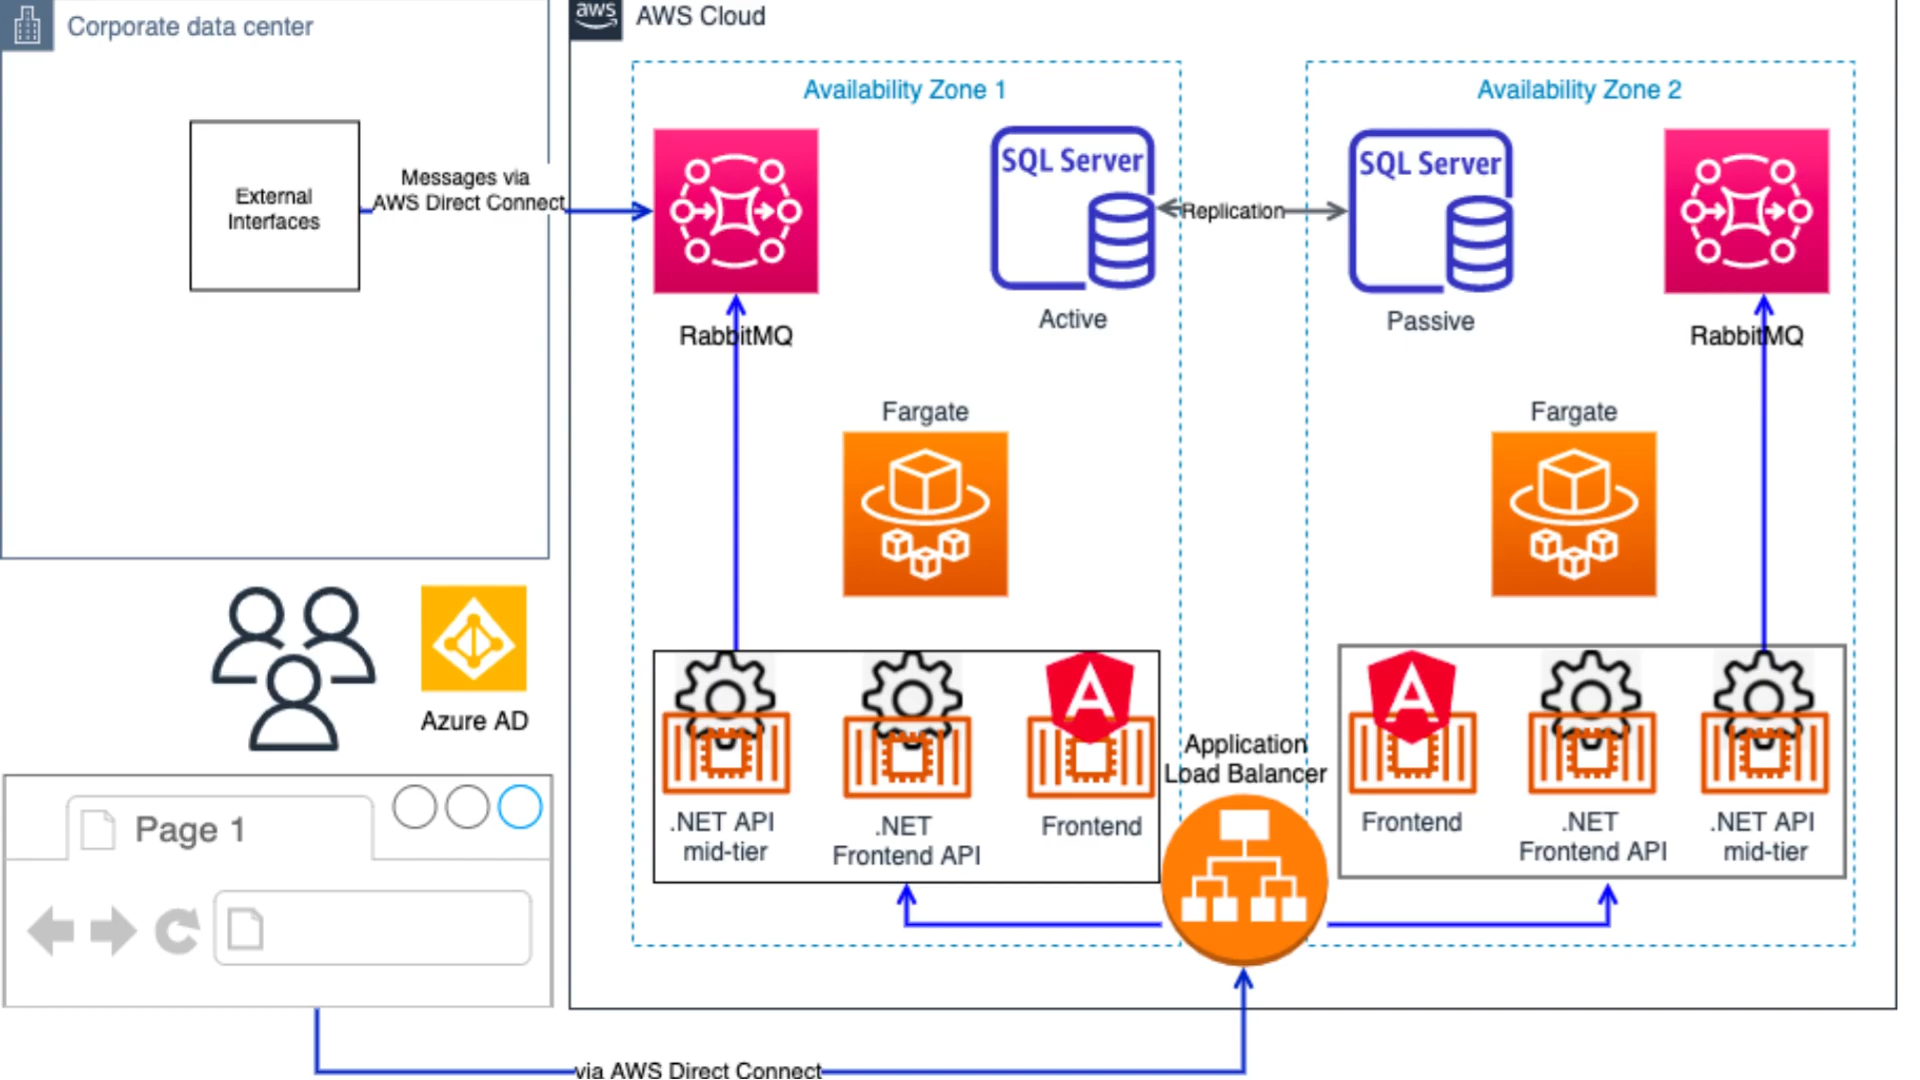 Corporate data center
aws
AWS Cloud
Availability Zone 1
Availability Zone 2
External
Interfaces
Messages via
AWS Direct Connect
SQL Server
SQL Server
Replication
Active
Passive
RabbitMQ
RabbitMQ
Fargate
Fargate
Azure AD
Application
Load Balancer
.NET API
mid-tier
.NET
Frontend API
Frontend
Frontend
.NET
Frontend API
.NET API
mid-tier
Page 1
via AWS Direct Connect